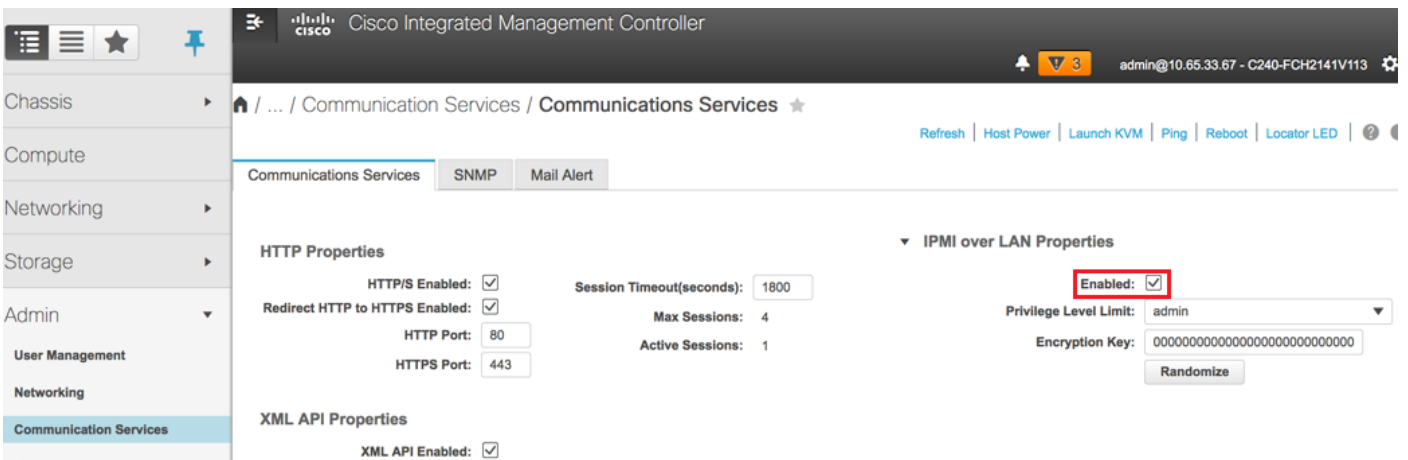 cisco Cisco Integrated Management Controller
3 admin@10.65.33.67 - C240-FCH2141V113
Chassis
Compute
Networking
Storage
Admin
User Management
Networking
Communication Services
/ ... / Communication Services / Communications Services
Refresh | Host Power | Launch KVM | Ping | Reboot | Locator LED | ?
Communications Services SNMP Mail Alert
HTTP Properties
HTTP/S Enabled:
Redirect HTTP to HTTPS Enabled:
HTTP Port: 80
HTTPS Port: 443
Session Timeout(seconds): 1800
Max Sessions: 4
Active Sessions: 1
IPMI over LAN Properties
Enabled:
Privilege Level Limit: admin
Encryption Key: 0000000000000000000000000000
Randomize
XML API Properties
XML API Enabled: